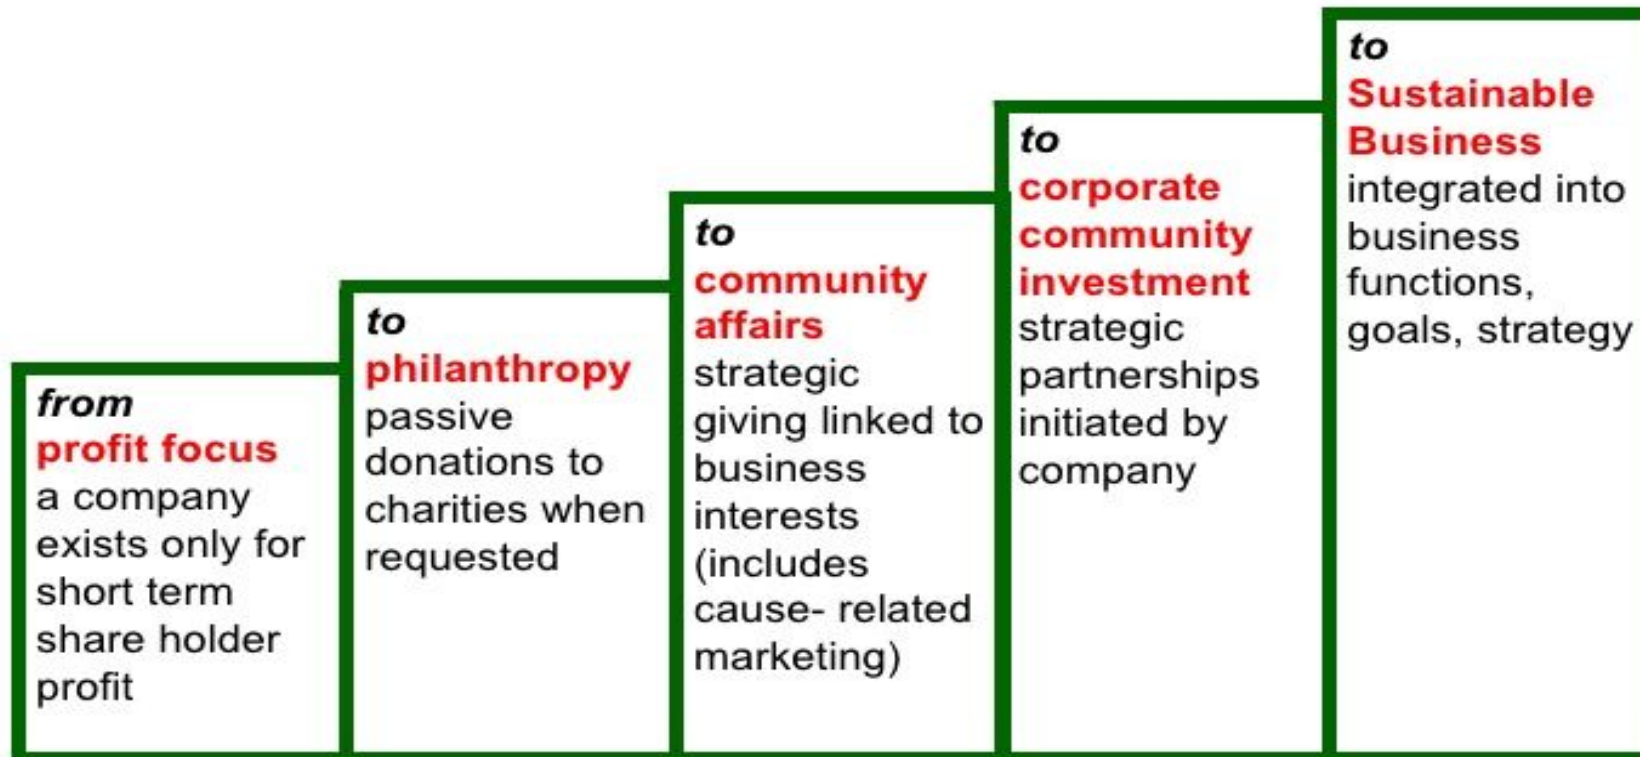 from
profit focus
a company
exists only for
short term
share holder
profit
to
philanthropy
passive
donations to
charities when
requested
to
community
affairs
strategic
giving linked to
business
interests
(includes
cause- related
marketing)
to
corporate
community
investment
strategic
partnerships
initiated by
company
to
Sustainable
Business
integrated into
business
functions,
goals, strategy